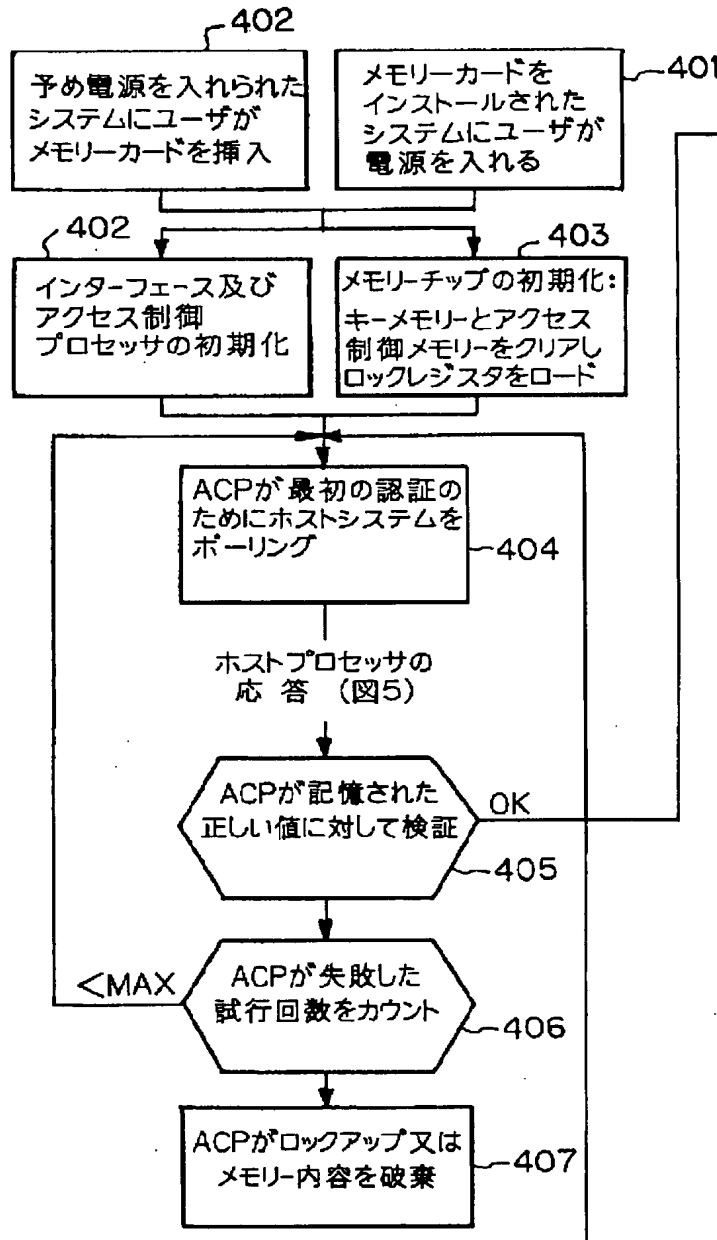 402
予め電源を入れられた
システムにユーザが
メモリーカードを挿入
401
メモリーカードを
インストールされた
システムにユーザが
電源を入れる
402
インターフェース及び
アクセス制御
プロセッサの初期化
403
メモリーチップの初期化:
キーメモリーとアクセス
制御メモリーをクリアし
ロックレジスタをロード
ACPが最初の認証の
ためにホストシステムを
ポーリング
404
ホストプロセッサの
応答 (図5)
ACPが記憶された
正しい値に対して検証
OK
405
<MAX
ACPが失敗した
試行回数をカウント
406
ACPがロックアップ又は
メモリー内容を破棄
407